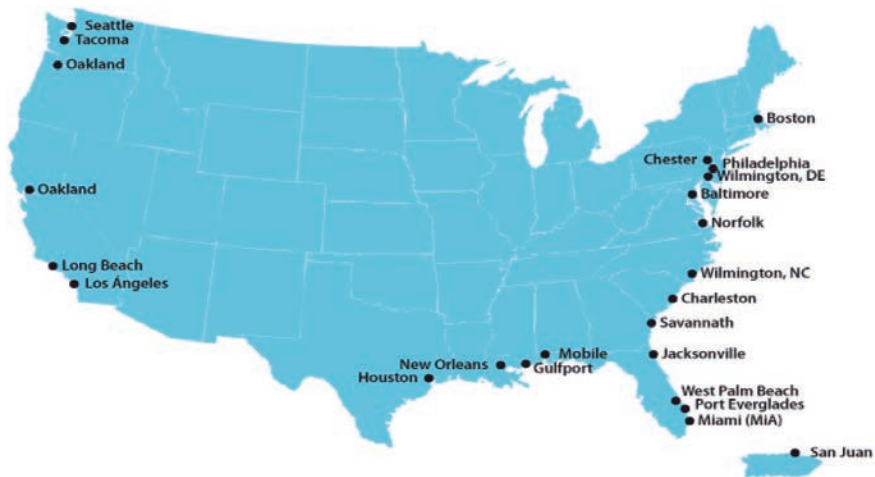 Seattle
Tacoma
Oakland
Boston
Chester
Philadelphia
Wilmington, DE
Oakland
Baltimore
Norfolk
Long Beach
Wilmington, NC
Los Ángeles
Charleston
Savannath
Mobile
Jacksonville
New Orleans
Gulfport
Houston
West Palm Beach
Port Everglades
Miami (MiA)
San Juan